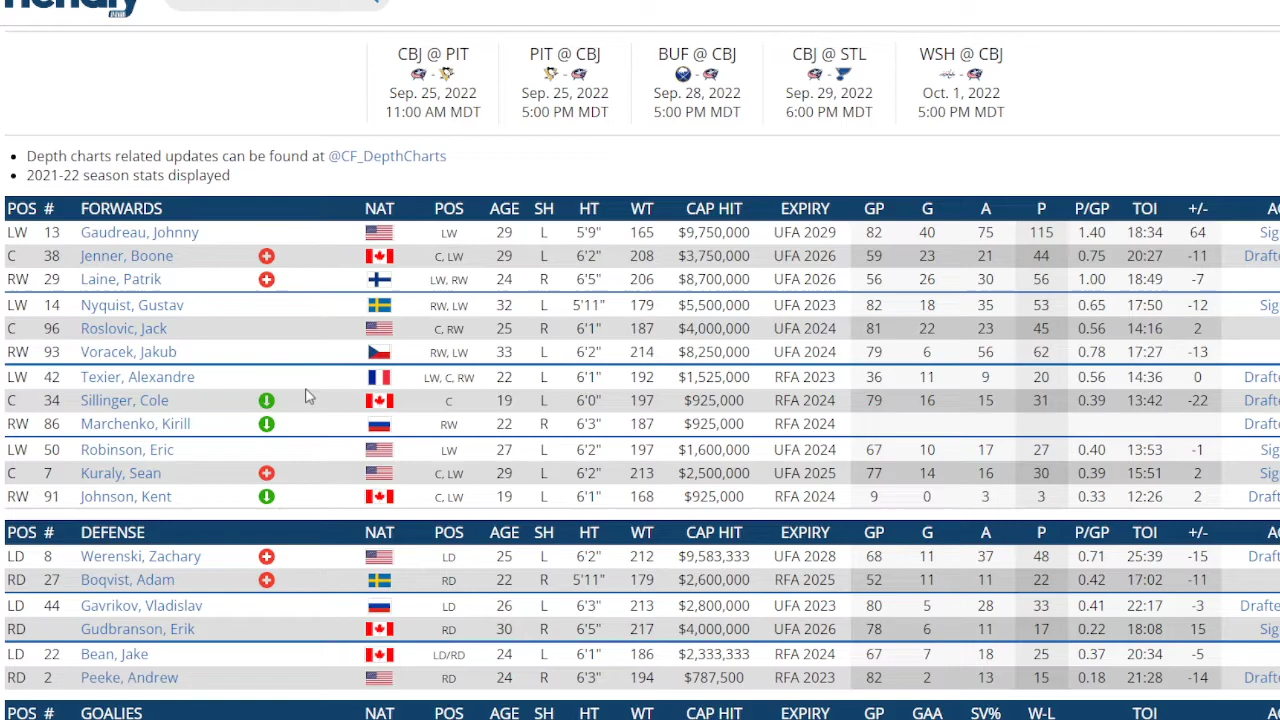 CBJ @ PIT PIT @ CBJ BUF @ CBJ CBJ @ STL WSH @ CBJ
Sep. 25, 2022 Sep. 25, 2022 Sep. 28, 2022 Sep. 29, 2022 Oct. 1, 2022
11:00 AM MDT 5:00 PM MDT 5:00 PM MDT 6:00 PM MDT 5:00 PM MDT
• Depth charts related updates can be found at @CF_DepthCharts
• 2021-22 season stats displayed
POS # FORWARDS NAT POS AGE SH HT WT CAP HIT EXPIRY GP G A P P/GP TOI +/-
LW 13 Gaudreau, Johnny LW 29 L 5'9" 165 $9,750,000 UFA 2029 82 40 75 115 1.40 18:34 64
C 38 Jenner, Boone C, LW 29 L 6'2" 208 $3,750,000 UFA 2026 59 23 21 44 0.75 20:27 -11
RW 29 Laine, Patrik LW, RW 24 R 6'5" 206 $8,700,000 UFA 2026 56 26 30 56 1.00 18:49 -7
LW 14 Nyquist, Gustav RW, LW 32 L 5'11" $5,500,000 UFA 2023 82 18 35 53 0.65 17:50 -12
C 96 Roslovic, Jack C, RW 25 R 6'1" 187 $4,000,000 UFA 2024 81 22 23 45 0.56 14:16 2
RW 93 Voracek, Jakub RW, LW 33 L 6'2" 214 $8,250,000 UFA 2024 79 6 56 62 0.78 17:27 -13
LW 42 Texier, Alexandre LW, C, RW 22 L 6'1" 192 $1,525,000 RFA 2023 36 11 9 20 0.56 14:36 0
C 34 Sillinger, Cole C 19 L 6'0" 197 $925,000 RFA 2024 79 16 15 31 0.39 13:42 -22
RW 86 Marchenko, Kirill RW 22 R 6'3" 187 $925,000 RFA 2024
LW 50 Robinson, Eric LW 27 L 6'2" 197 $1,600,000 UFA 2024 67 10 17 27 0.40 13:53 -1
C 7 Kuraly, Sean C, LW 29 L 6'2" 213 $2,500,000 UFA 2025 77 14 16 30 0.39 15:51 2
RW 91 Johnson, Kent C, LW 19 L 6'1" 168 $925,000 RFA 2024 9 0 3 3 0.33 12:26 2
POS # DEFENSE NAT POS AGE SH HT WT CAP HIT EXPIRY GP G A P P/GP TOI +/-
LD 8 Werenski, Zachary LD 25 L 6'2" 212 $9,583,333 UFA 2028 68 11 37 48 0.71 25:39 -15
RD 27 Boqvist, Adam RD 22 R 5'11" 179 $2,600,000 RFA 2025 52 11 11 22 0.42 17:02 -11
LD 44 Gavrikov, Vladislav LD 26 L 6'3" 213 $2,800,000 UFA 2023 80 5 28 33 0.41 22:17 -3
RD Gudbranson, Erik RD 30 R 6'5" 217 $4,000,000 UFA 2026 78 6 11 17 0.22 18:08 15
LD 22 Bean, Jake LD/RD 24 L 6'1" 186 $2,333,333 RFA 2024 67 7 18 25 0.37 20:34 -5
RD 2 Peeke, Andrew RD 24 R 6'3" 194 $787,500 RFA 2023 82 2 13 15 0.18 21:28 -14
POS # GOALIES NAT POS AGE SH HT WT CAP HIT EXPIRY GP GAA SV% W-L TOI